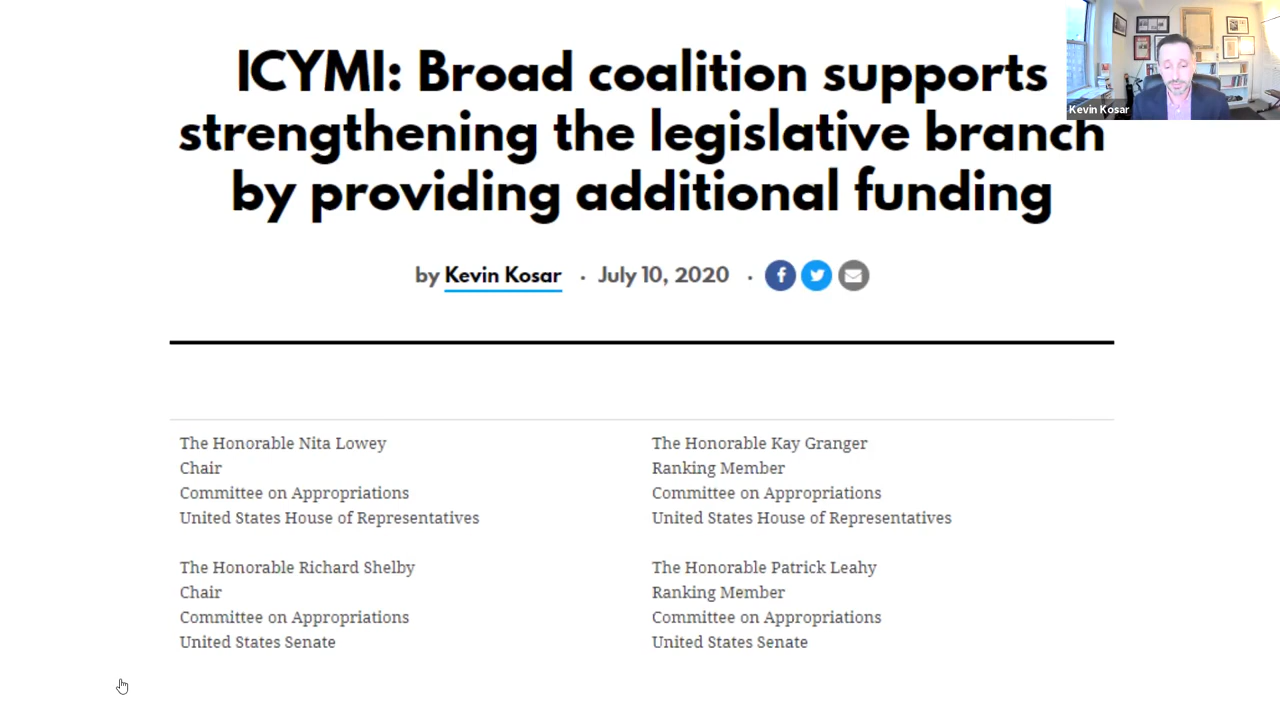 ICYMI: Broad coalition supports
strengthening the legislative branch
by providing additional funding
by Kevin Kosar · July 10, 2020 ·
Kevin Kosar
The Honorable Nita Lowey
Chair
Committee on Appropriations
United States House of Representatives
The Honorable Kay Granger
Ranking Member
Committee on Appropriations
United States House of Representatives
The Honorable Richard Shelby
Chair
Committee on Appropriations
United States Senate
The Honorable Patrick Leahy
Ranking Member
Committee on Appropriations
United States Senate